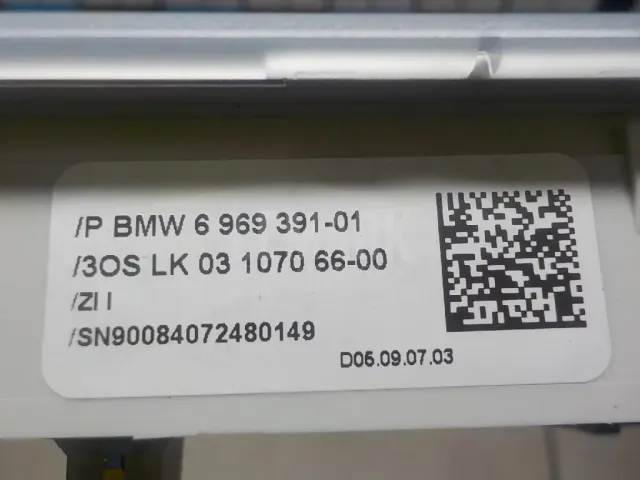 /P BMW 6 969 391-01
/3OS LK 03 1070 66-00
/ZI I
/SN90084072480149
D05.09.07.03